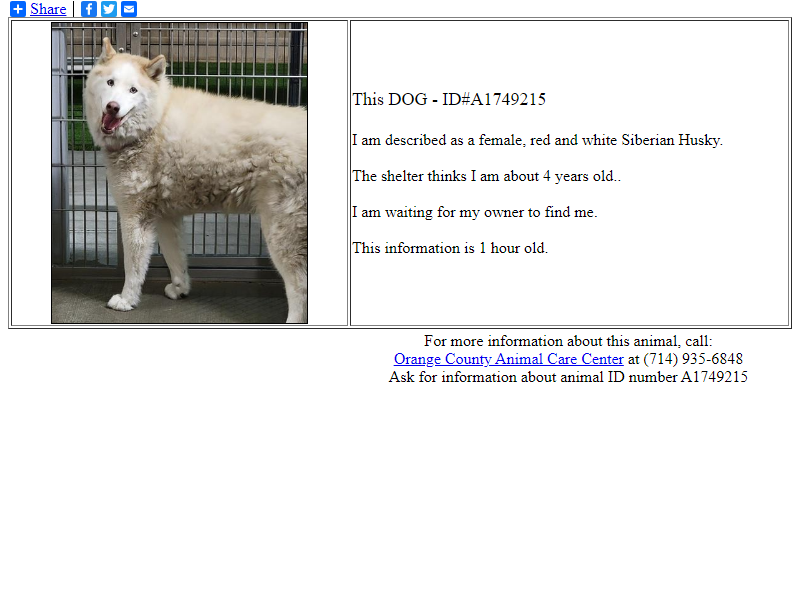 Share |
This DOG - ID#A1749215
I am described as a female, red and white Siberian Husky.
The shelter thinks I am about 4 years old..
I am waiting for my owner to find me.
This information is 1 hour old.
For more information about this animal, call:
Orange County Animal Care Center at (714) 935-6848
Ask for information about animal ID number A1749215